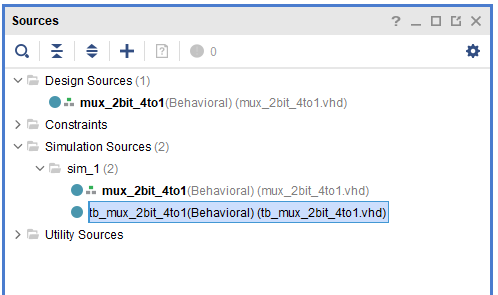 Sources
? _
0
Design Sources (1)
mux_2bit_4to1(Behavioral) (mux_2bit_4to1.vhd)
Constraints
Simulation Sources (2)
sim_1 (2)
mux_2bit_4to1(Behavioral) (mux_2bit_4to1.vhd)
tb_mux_2bit_4to1(Behavioral) (tb_mux_2bit_4to1.vhd)
Utility Sources